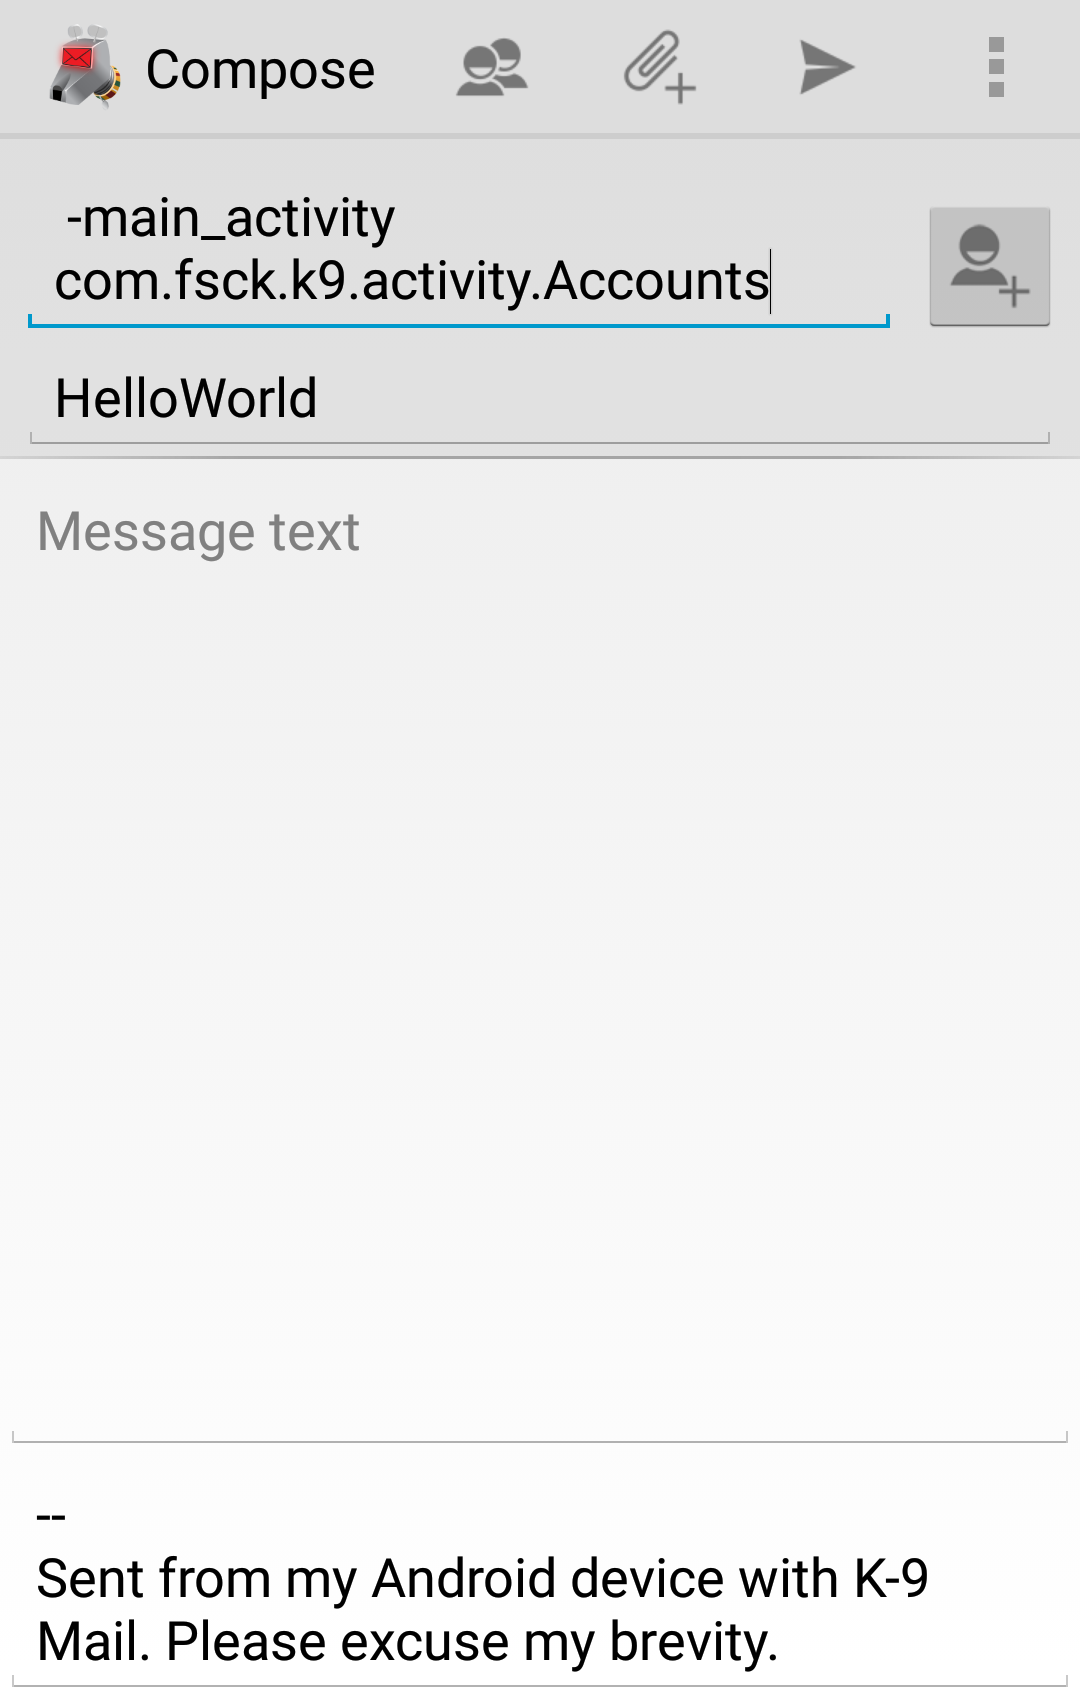 Compose
-main_activity
com.fsck.k9.activity.Accounts
HelloWorld
Message text
--
Sent from my Android device with K-9
Mail. Please excuse my brevity.